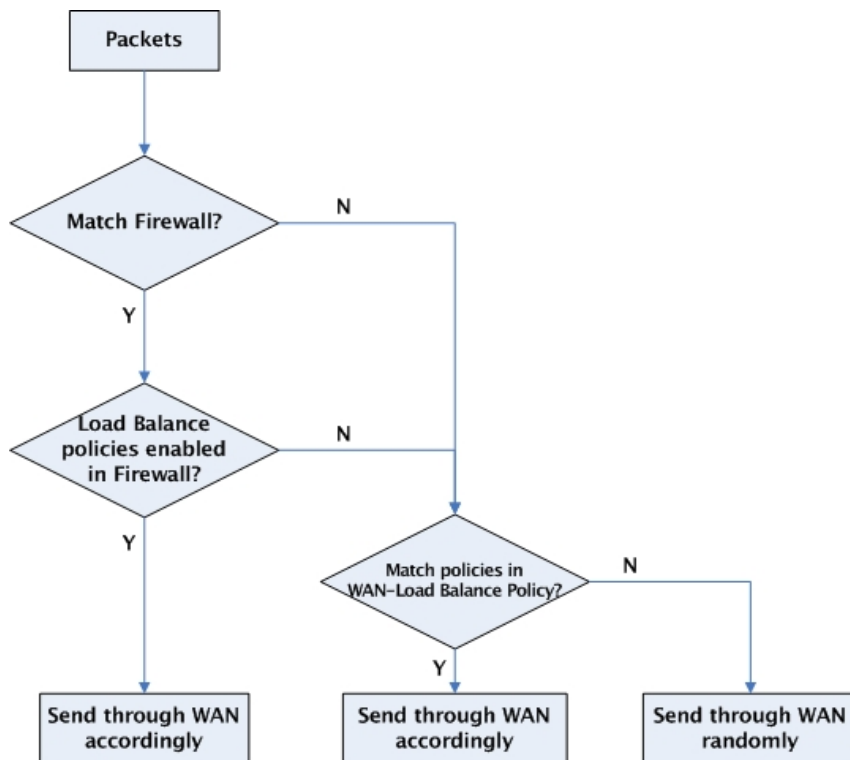 Packets
Match Firewall?
N
Y
Load Balance
policies enabled
in Firewall?
N
Y
Match policies in
WAN-Load Balance Policy?
N
Y
Send through WAN
accordingly
Send through WAN
accordingly
Send through WAN
randomly